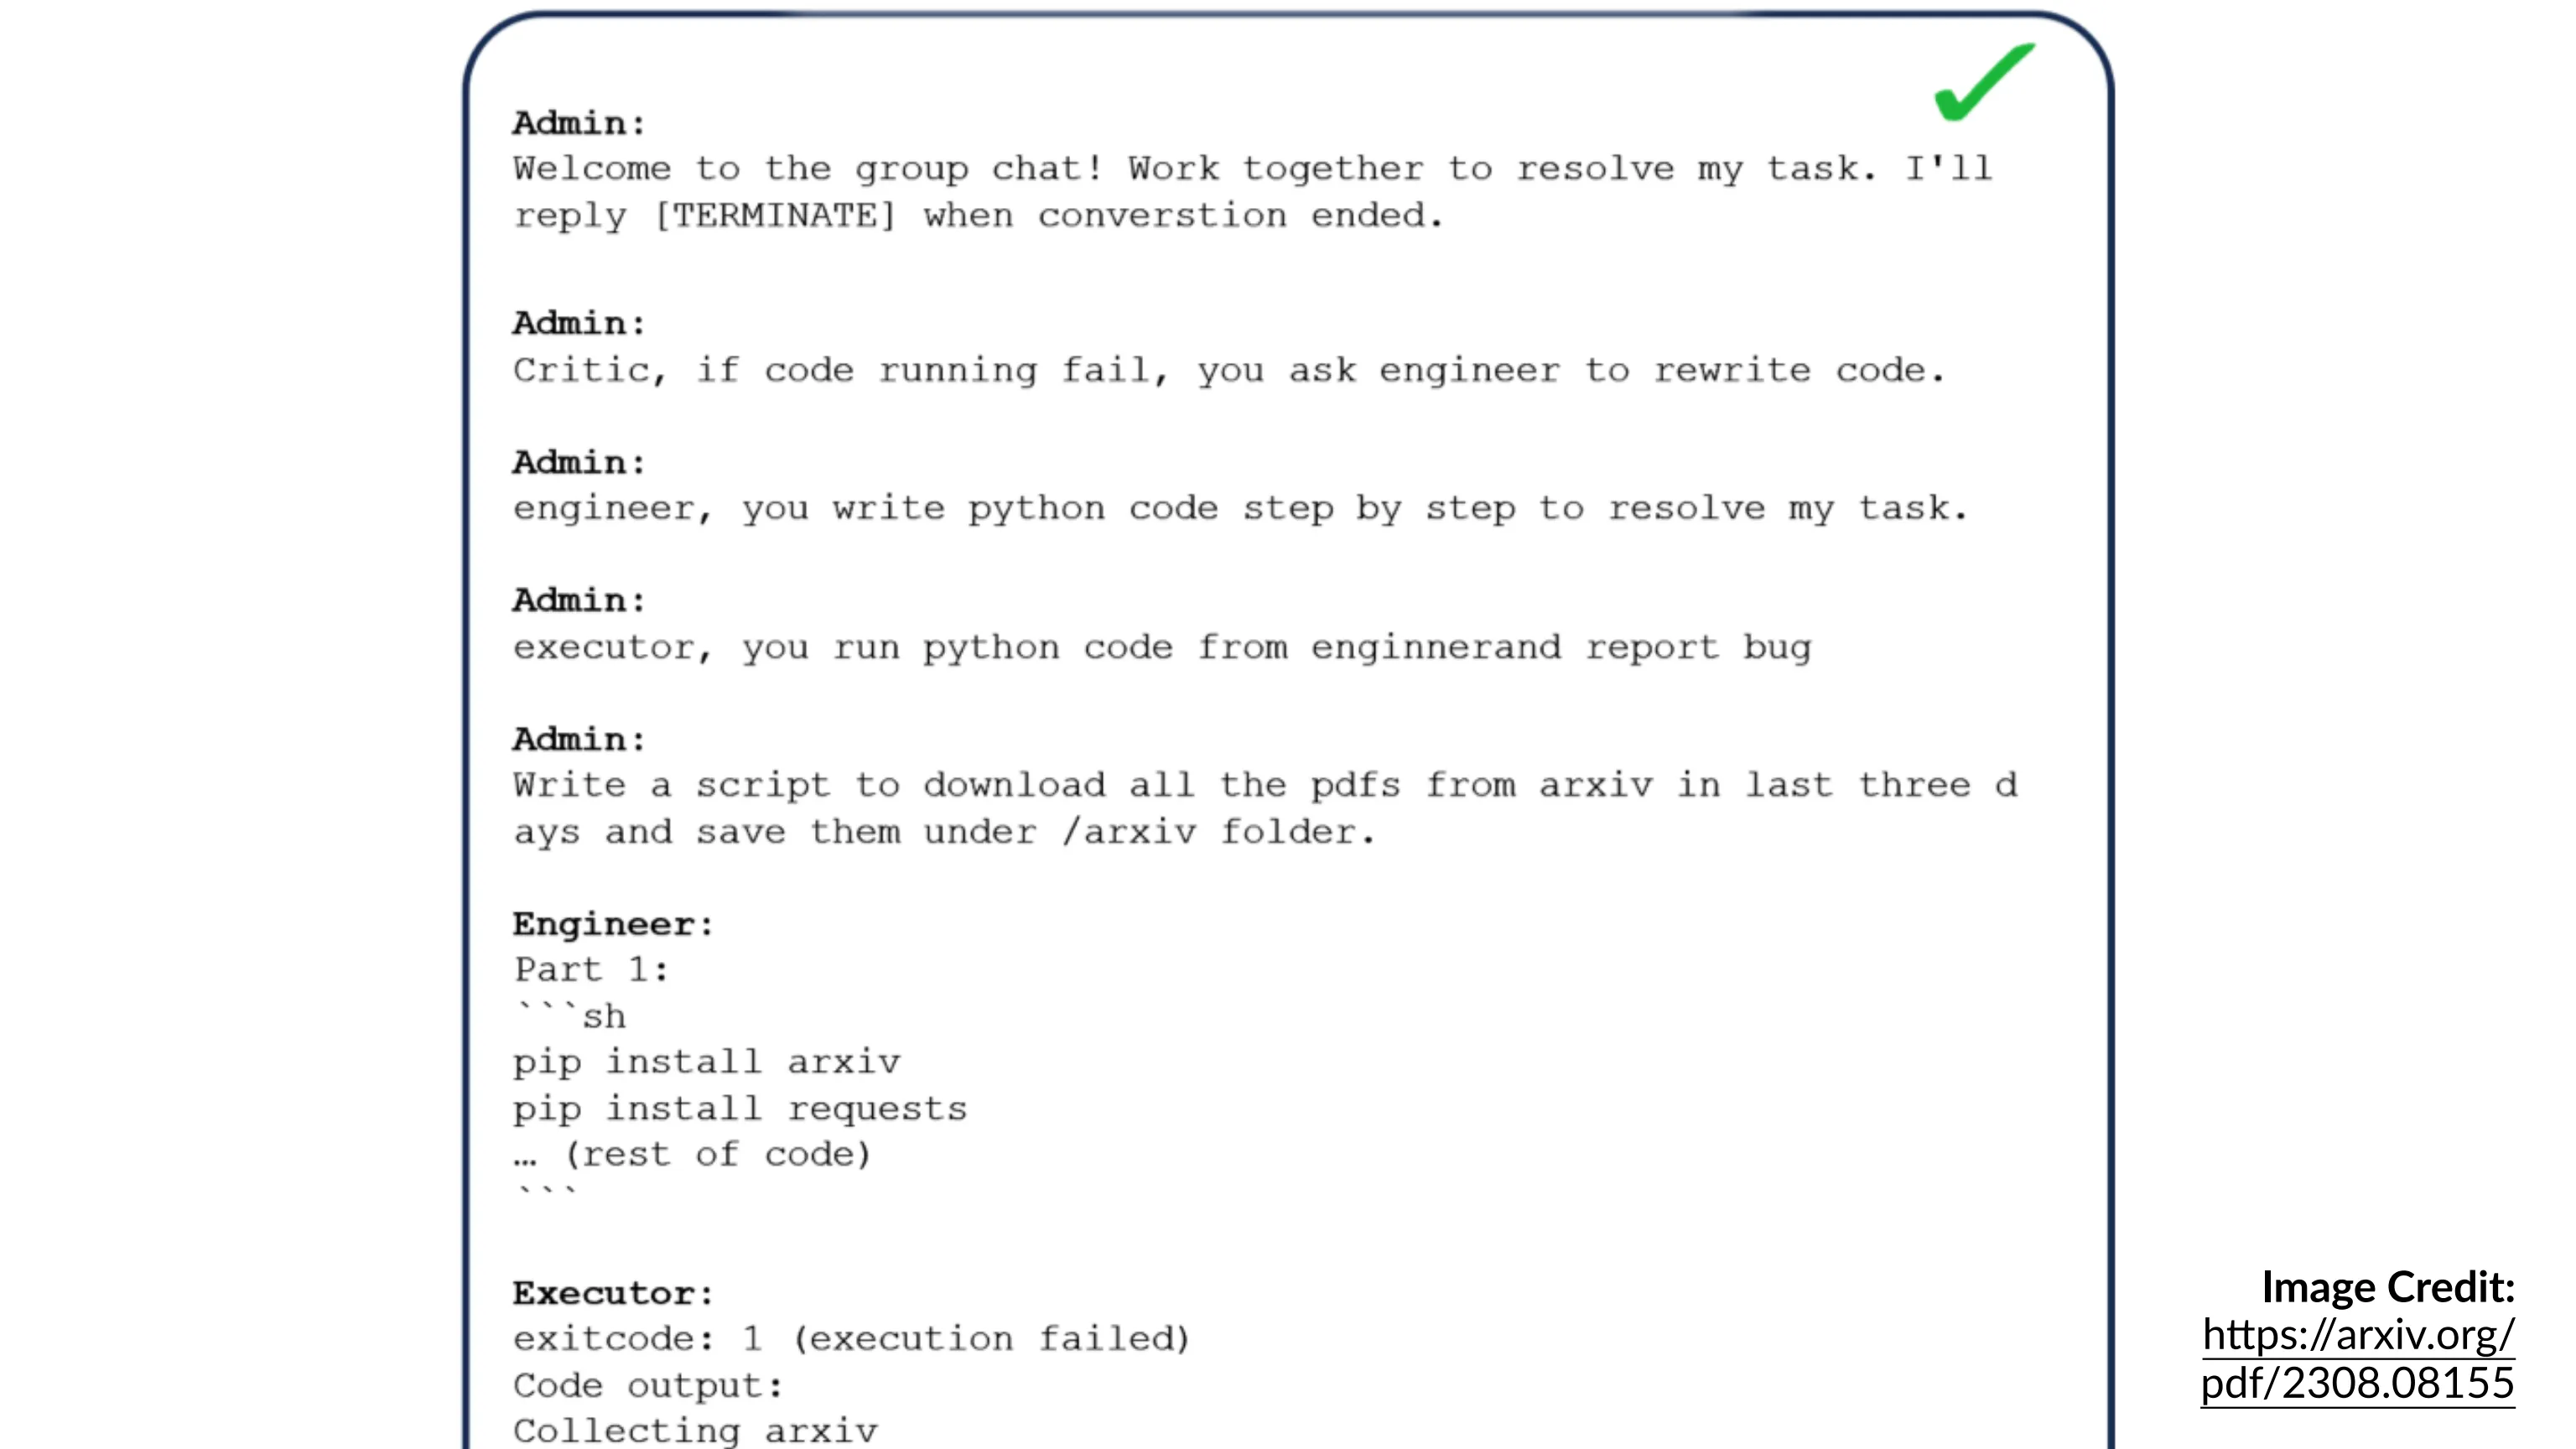 Admin:
Welcome to the group chat! Work together to resolve my task. I'll
reply [TERMINATE] when converstion ended.
Admin:
Critic, if code running fail, you ask engineer to rewrite code.
Admin:
engineer, you write python code step by step to resolve my task.
Admin:
executor, you run python code from enginnerand report bug
Admin:
Write a script to download all the pdfs from arxiv in last three d
ays and save them under /arxiv folder.
Engineer:
Part 1:
```sh
pip install arxiv
pip install requests
… (rest of code)
```
Executor:
exitcode: 1 (execution failed)
Code output:
Collecting arxiv
Image Credit:
https://arxiv.org/
pdf/2308.08155